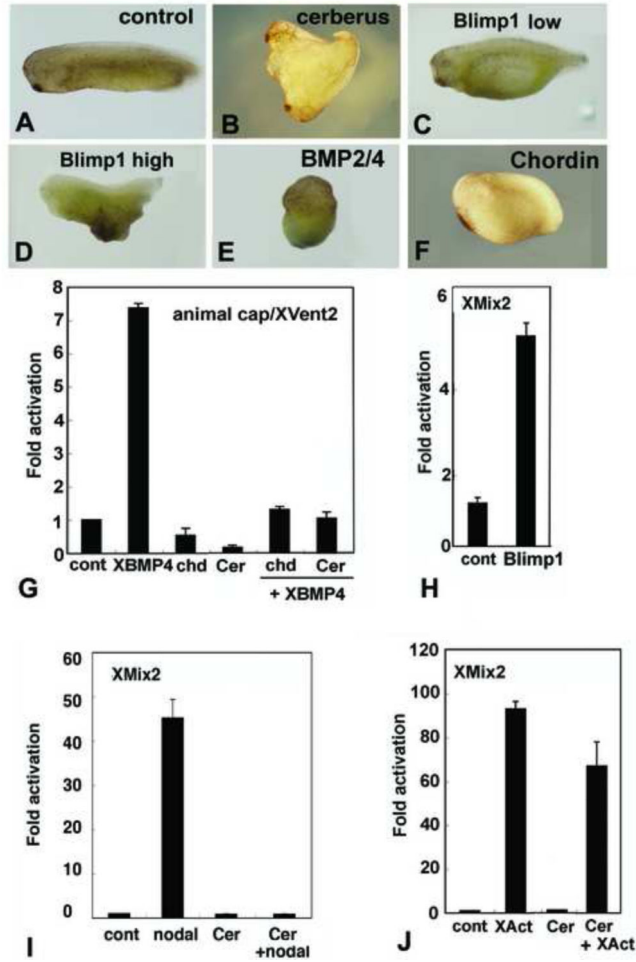 control
A
cerberus
B
Blimp1 low
C
Blimp1 high
D
BMP2/4
E
Chordin
F
8
7
6
5
4
3
2
1
0
Fold activation
animal cap/XVent2
cont XBMP4 chd Cer chd Cer
+ XBMP4
G
6
4
2
0
Fold activation
XMix2
cont Blimp1
H
60
50
40
30
20
10
0
Fold activation
XMix2
cont nodal Cer Cer
+nodal
I
120
100
80
60
40
20
0
Fold activation
XMix2
cont XAct Cer Cer
+ XAct
J